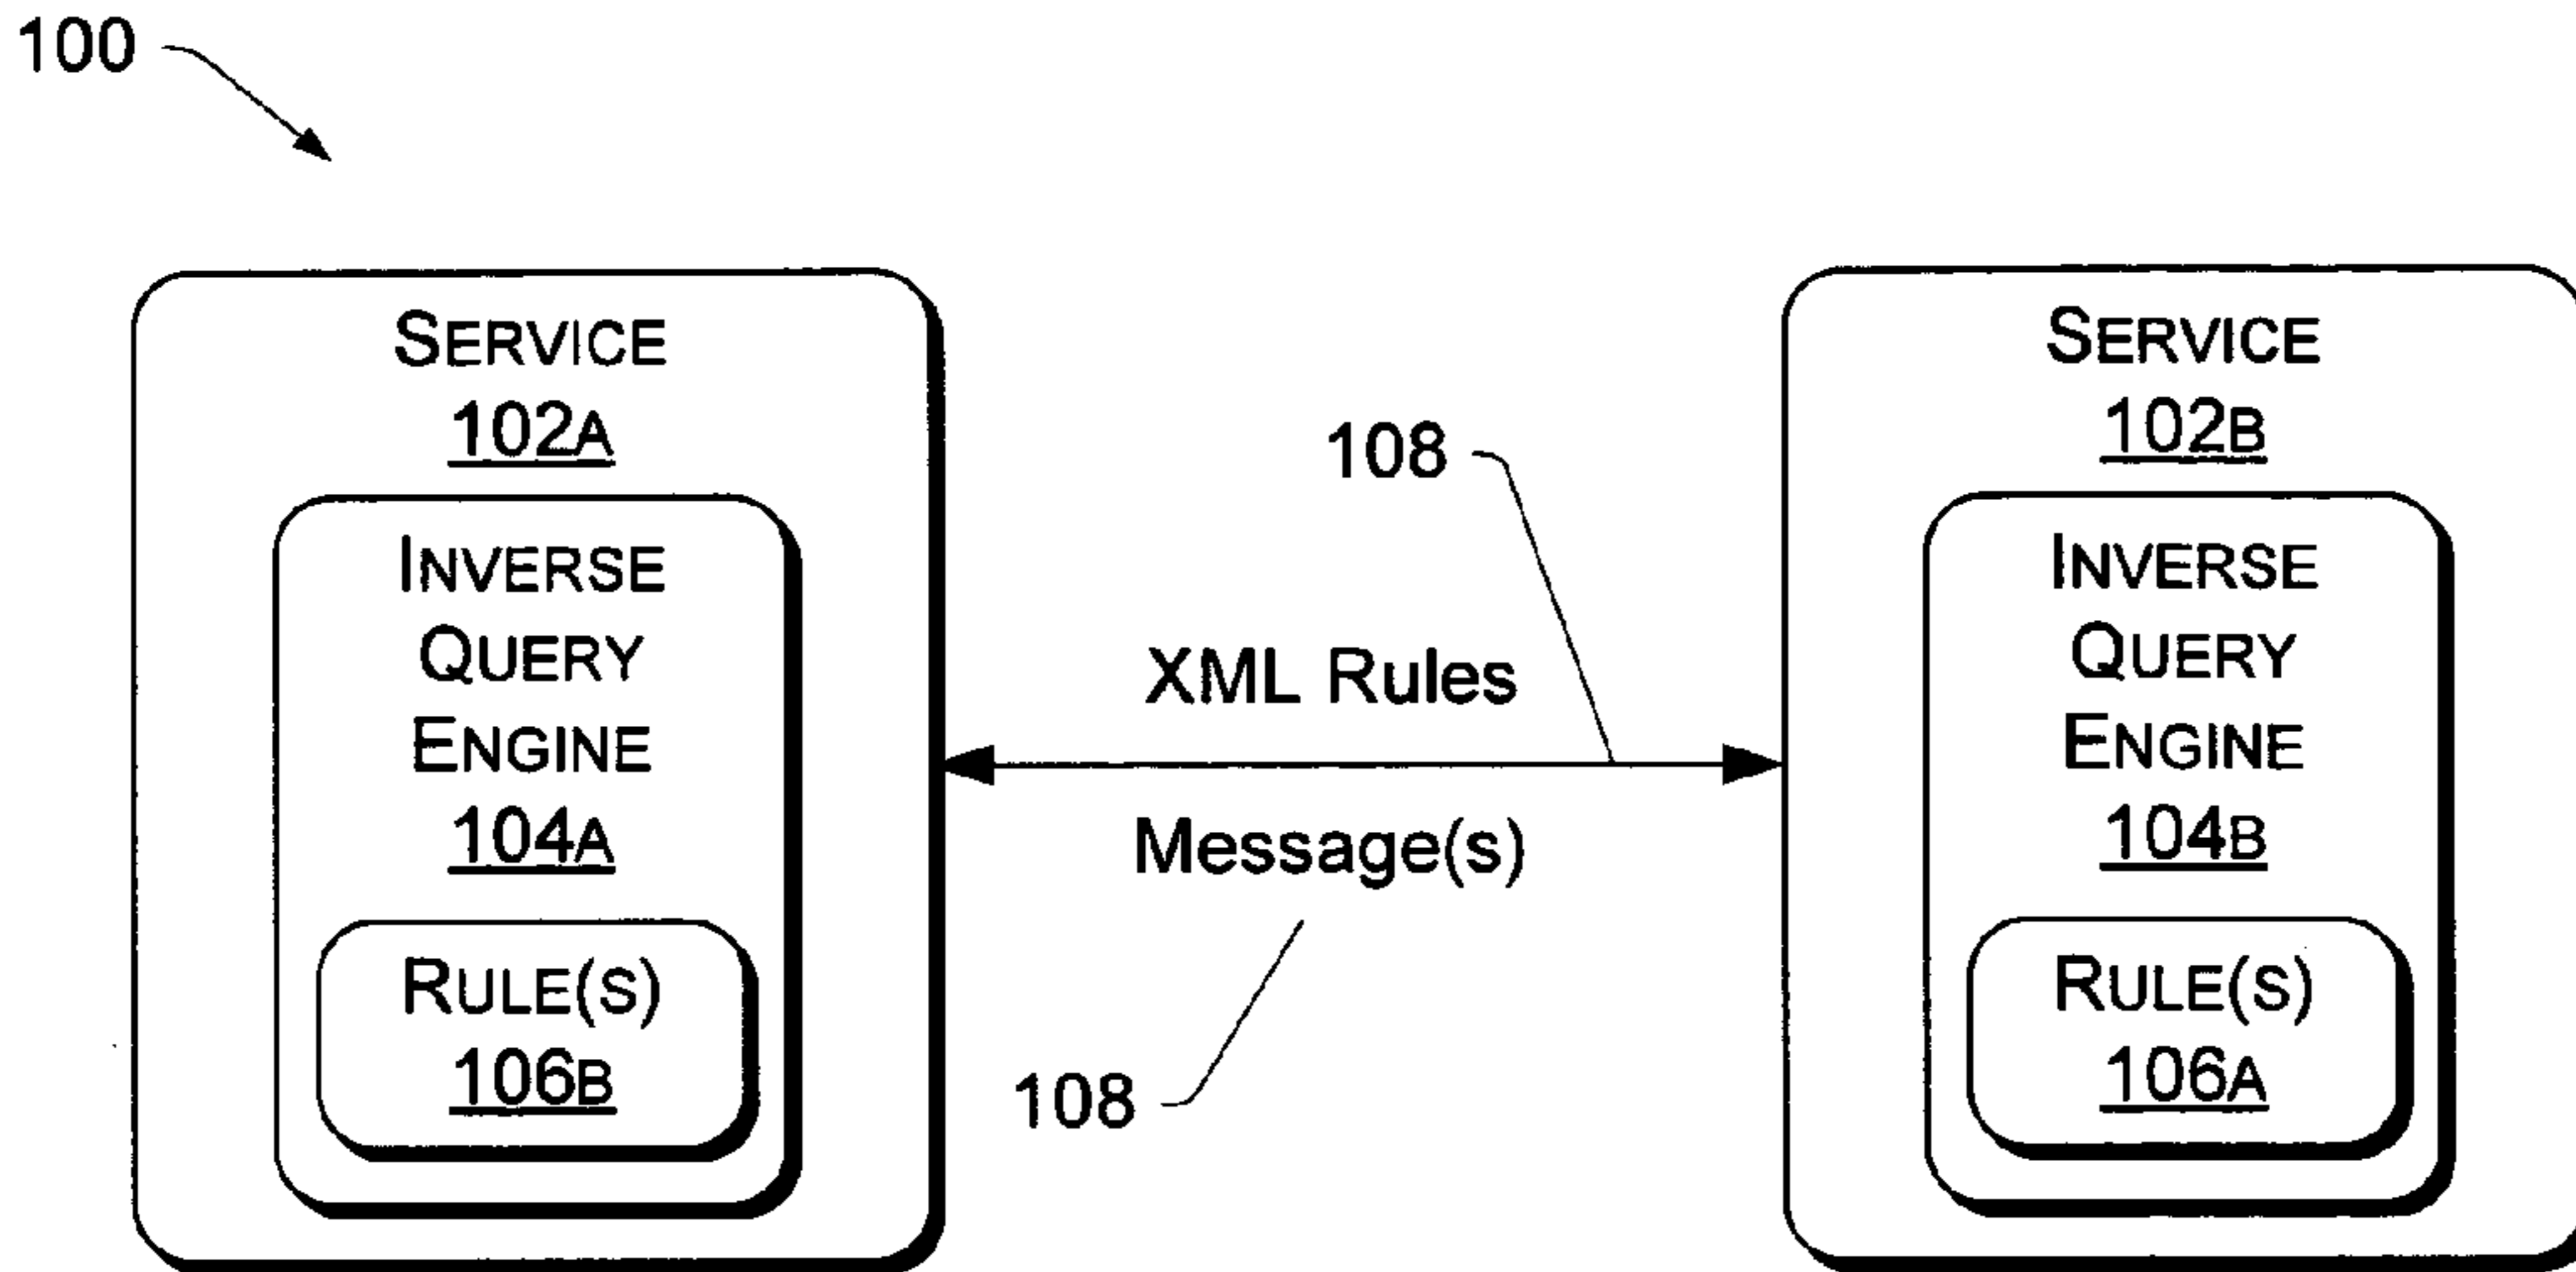 100
SERVICE
102A
INVERSE
QUERY
ENGINE
104A
RULE(S)
106B
108
XML Rules
Message(s)
108
SERVICE
102B
INVERSE
QUERY
ENGINE
104B
RULE(S)
106A